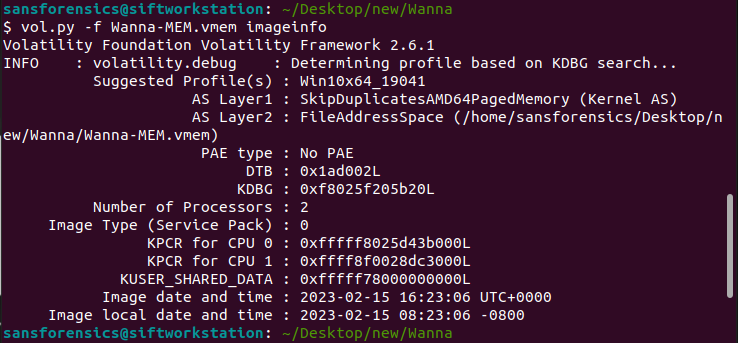 sansforensics@siftworkstation: ~/Desktop/new/Wanna
$ vol.py -f Wanna-MEM.vmem imageinfo
Volatility Foundation Volatility Framework 2.6.1
INFO    : volatility.debug    : Determining profile based on KDBG search...
          Suggested Profile(s) : Win10x64_19041
                     AS Layer1 : SkipDuplicatesAMD64PagedMemory (Kernel AS)
                     AS Layer2 : FileAddressSpace (/home/sansforensics/Desktop/n
ew/Wanna/Wanna-MEM.vmem)
                      PAE type : No PAE
                           DTB : 0x1ad002L
                          KDBG : 0xf8025f205b20L
          Number of Processors : 2
     Image Type (Service Pack) : 0
                KPCR for CPU 0 : 0xfffff8025d43b000L
                KPCR for CPU 1 : 0xffff8f0028dc3000L
             KUSER_SHARED_DATA : 0xfffff78000000000L
           Image date and time : 2023-02-15 16:23:06 UTC+0000
     Image local date and time : 2023-02-15 08:23:06 -0800
sansforensics@siftworkstation: ~/Desktop/new/Wanna